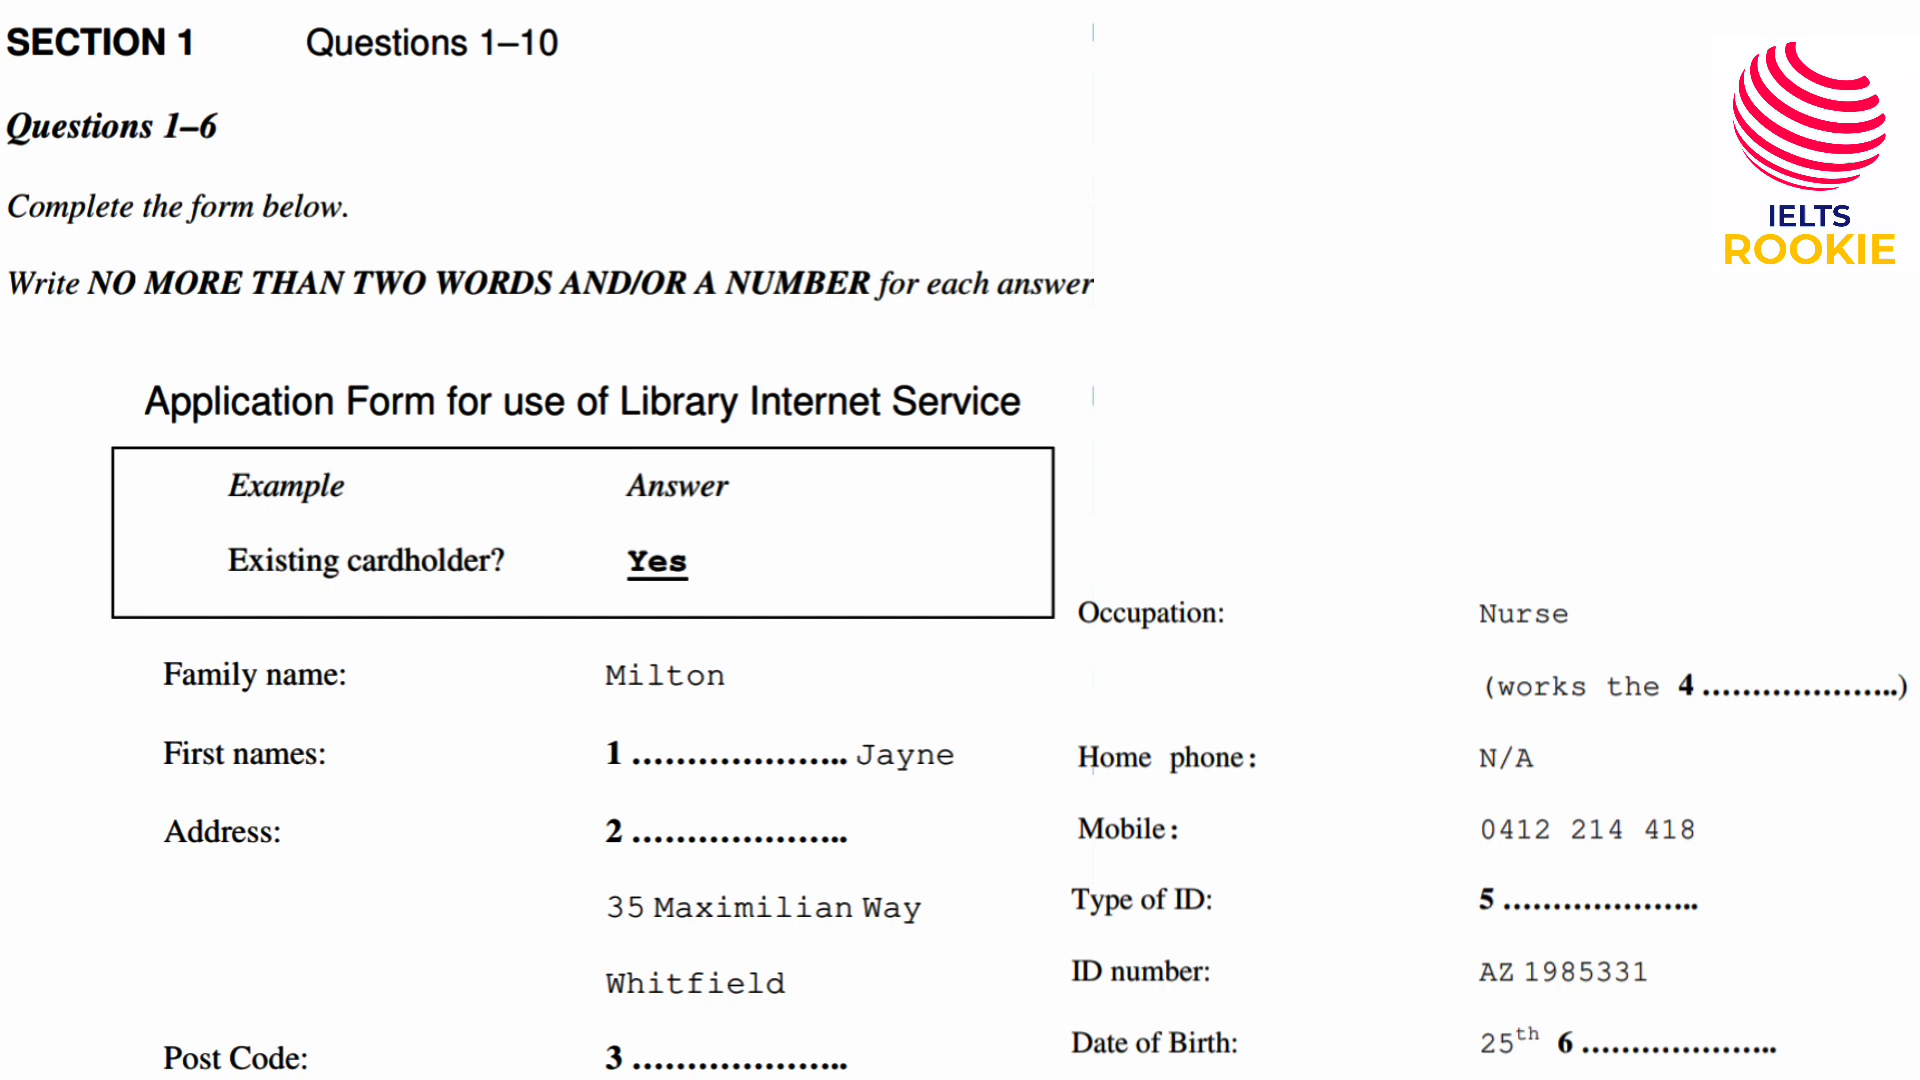 SECTION 1 Questions 1–10
Questions 1–6
Complete the form below.
Write NO MORE THAN TWO WORDS AND/OR A NUMBER for each answer
IELTS
ROOKIE
Application Form for use of Library Internet Service
Example Answer
Existing cardholder? Yes
Family name: Milton
First names: 1 ………………….. Jayne
Address: 2 …………………..
35 Maximilian Way
Whitfield
Post Code: 3 …………………..
Occupation: Nurse
(works the 4 …………………..)
Home phone: N/A
Mobile: 0412 214 418
Type of ID: 5 …………………..
ID number: AZ 1985331
Date of Birth: 25th 6 …………………..